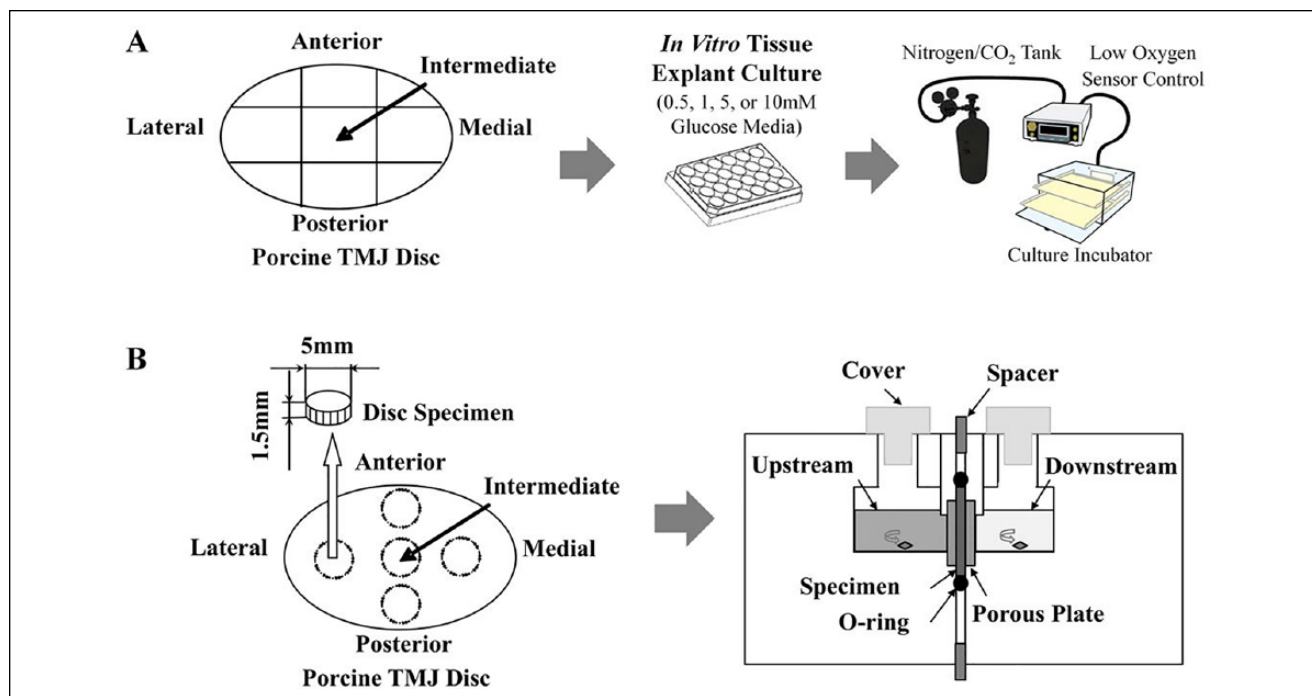 A
Anterior
Intermediate
Lateral
Medial
Posterior
Porcine TMJ Disc
In Vitro Tissue
Explant Culture
(0.5, 1, 5, or 10mM
Glucose Media)
Nitrogen/CO₂ Tank
Low Oxygen
Sensor Control
Culture Incubator
B
5mm
1.5mm
Disc Specimen
Anterior
Intermediate
Lateral
Medial
Posterior
Porcine TMJ Disc
Cover
Spacer
Upstream
Downstream
Specimen
O-ring
Porous Plate